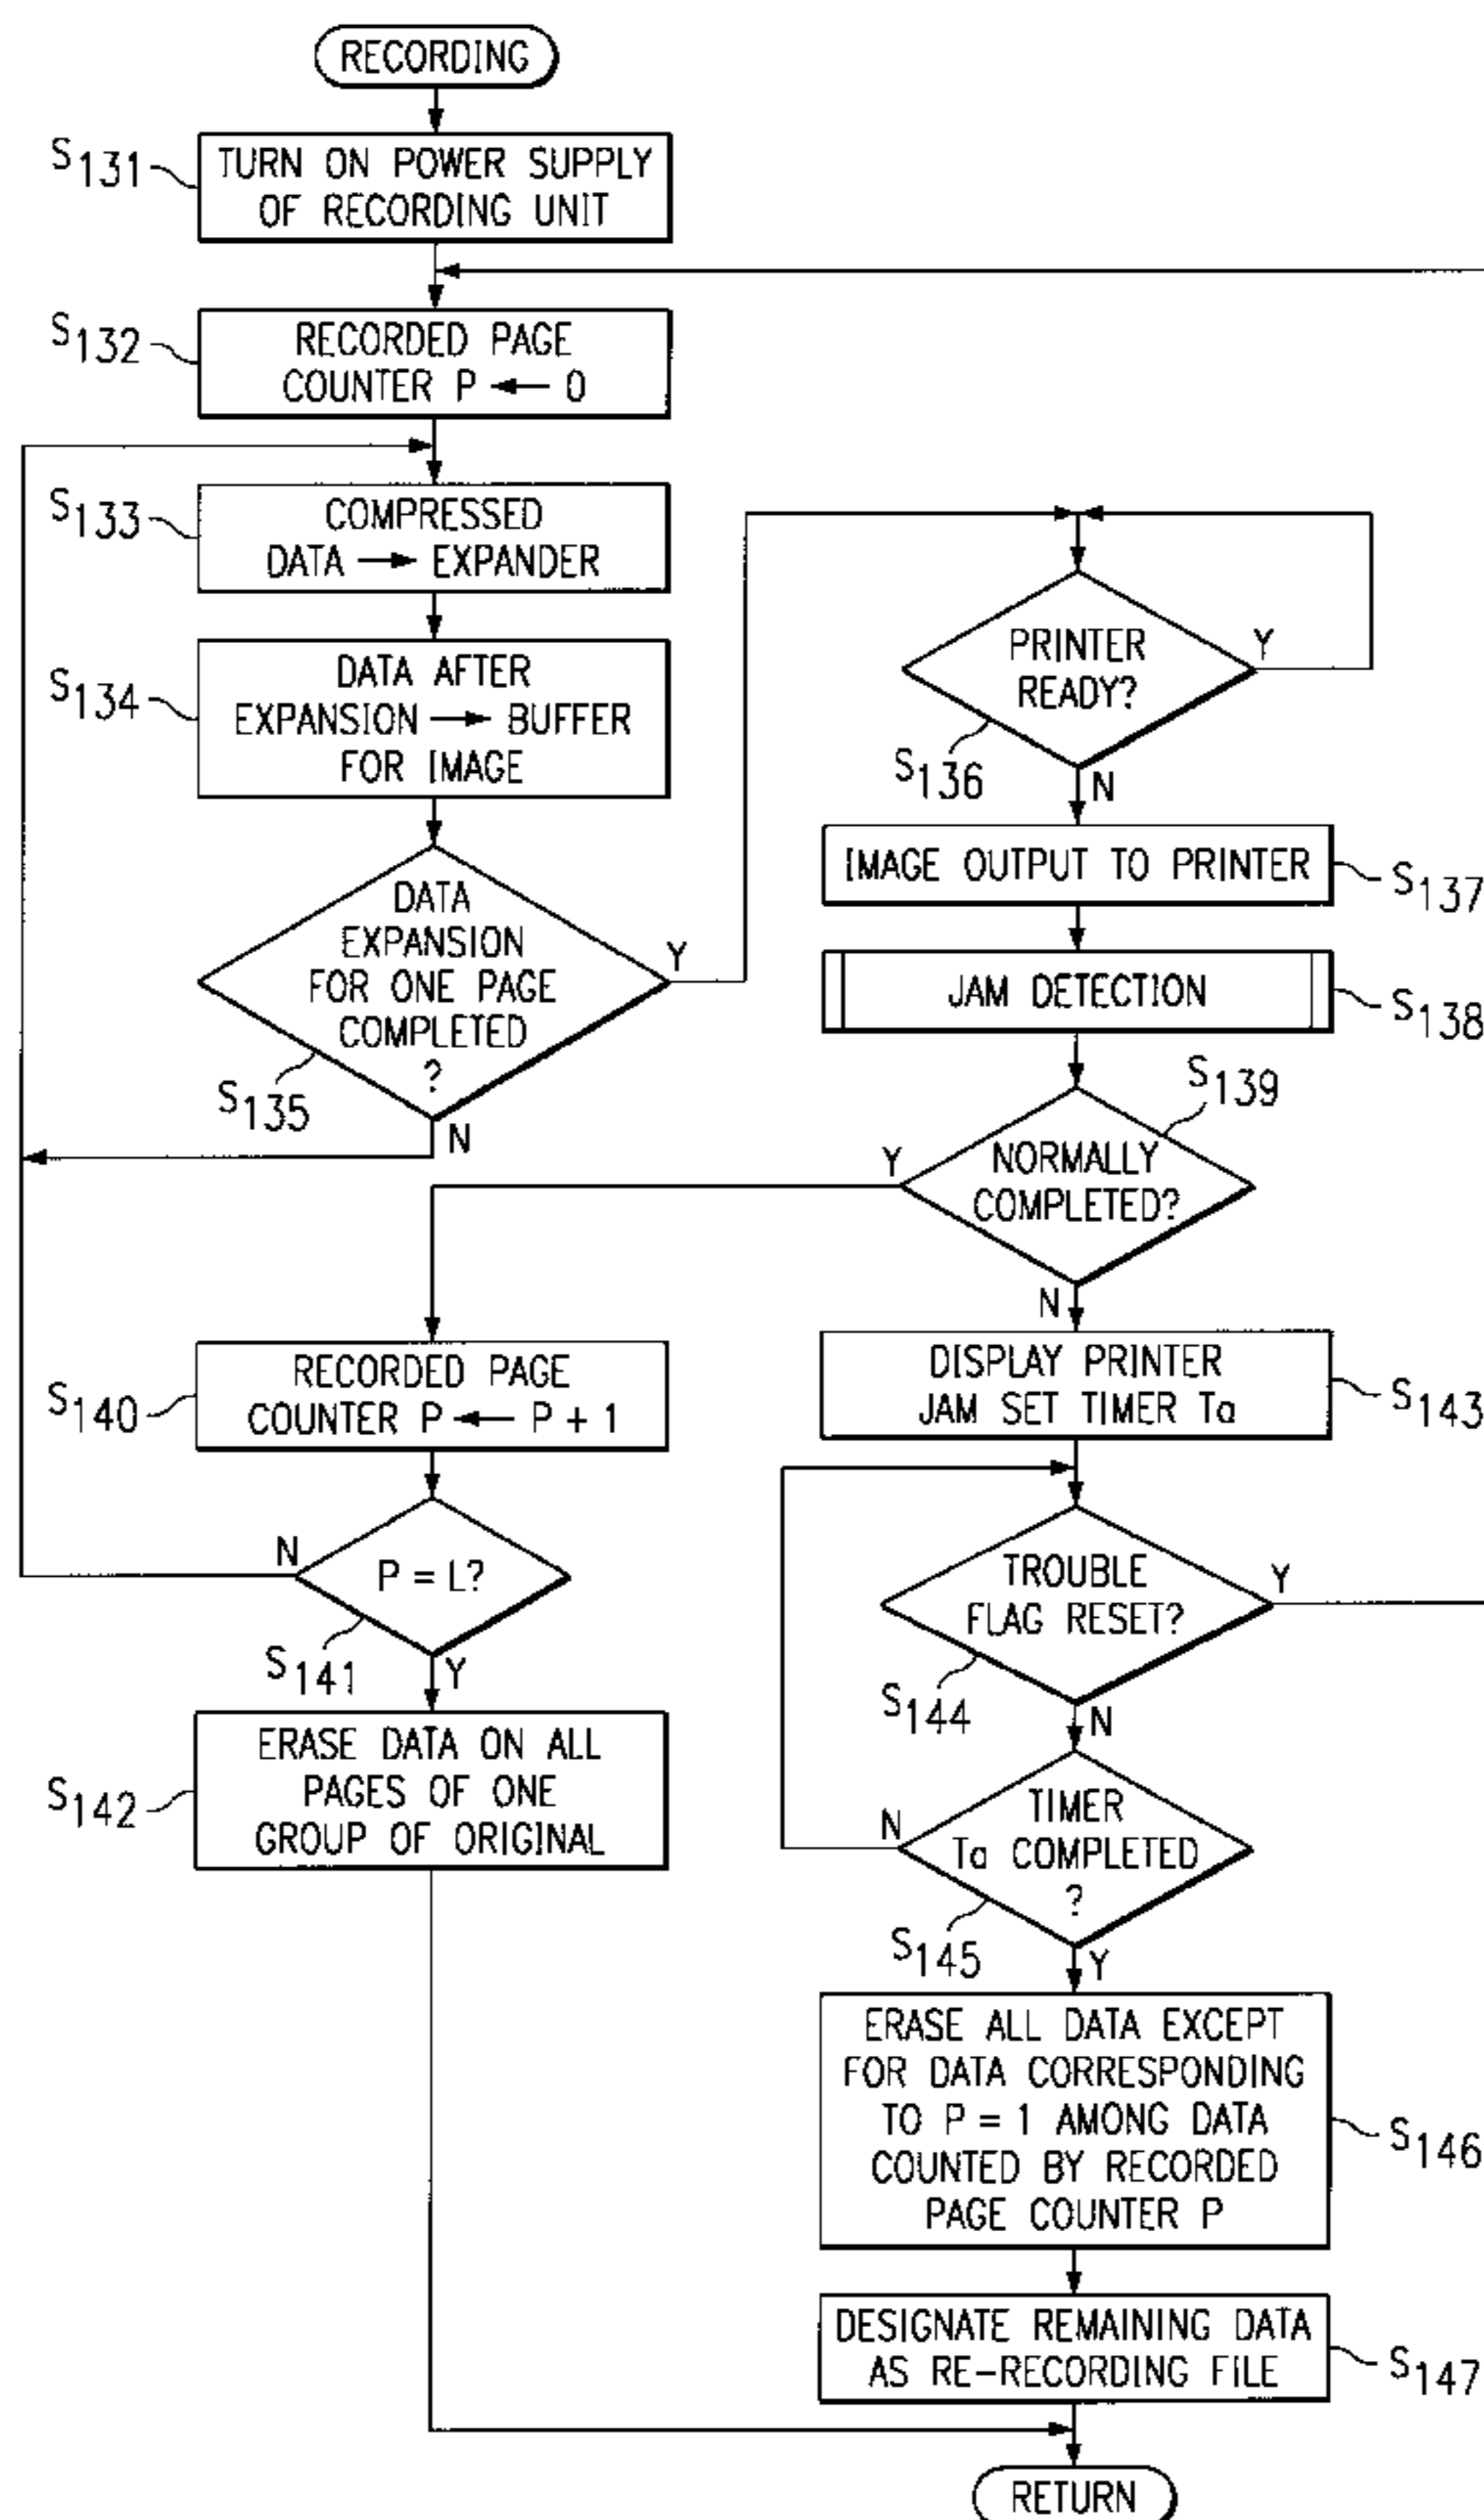 RECORDING
S131
TURN ON POWER SUPPLY
OF RECORDING UNIT
S132
RECORDED PAGE
COUNTER P ← 0
S133
COMPRESSED
DATA → EXPANDER
S134
DATA AFTER
EXPANSION → BUFFER
FOR IMAGE
DATA
EXPANSION
FOR ONE PAGE
COMPLETED
?
Y
S135
N
PRINTER
READY?
Y
S136
N
IMAGE OUTPUT TO PRINTER
S137
JAM DETECTION
S138
S139
NORMALLY
COMPLETED?
Y
N
S140
RECORDED PAGE
COUNTER P ← P + 1
N
P = L?
S141
Y
S142
ERASE DATA ON ALL
PAGES OF ONE
GROUP OF ORIGINAL
DISPLAY PRINTER
JAM SET TIMER Ta
S143
TROUBLE
FLAG RESET?
Y
S144
N
TIMER
Ta COMPLETED
?
N
S145
Y
ERASE ALL DATA EXCEPT
FOR DATA CORRESPONDING
TO P = 1 AMONG DATA
COUNTED BY RECORDED
PAGE COUNTER P
S146
DESIGNATE REMAINING DATA
AS RE-RECORDING FILE
S147
RETURN